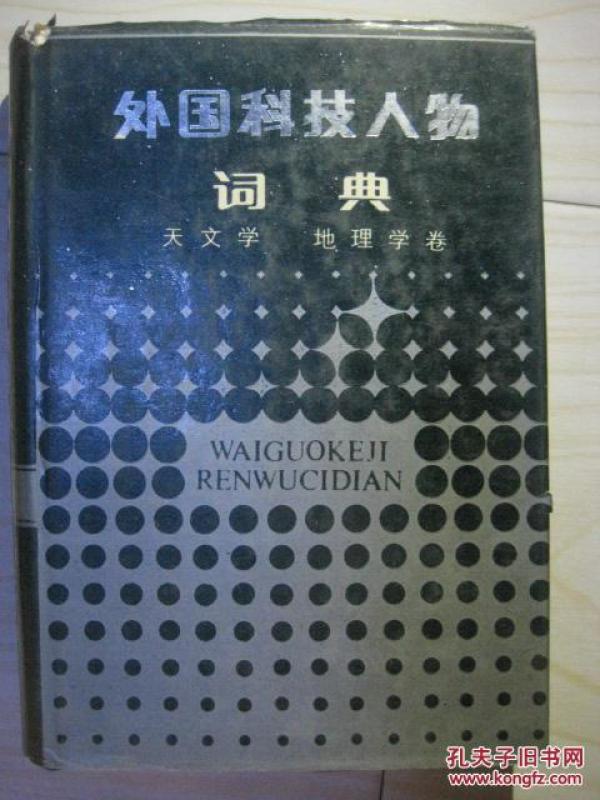 外国科技人物
词典
天文学 地理学卷
WAIGUOKEJI
RENWUCIDIAN
孔夫子旧书网
www.kongfz.com